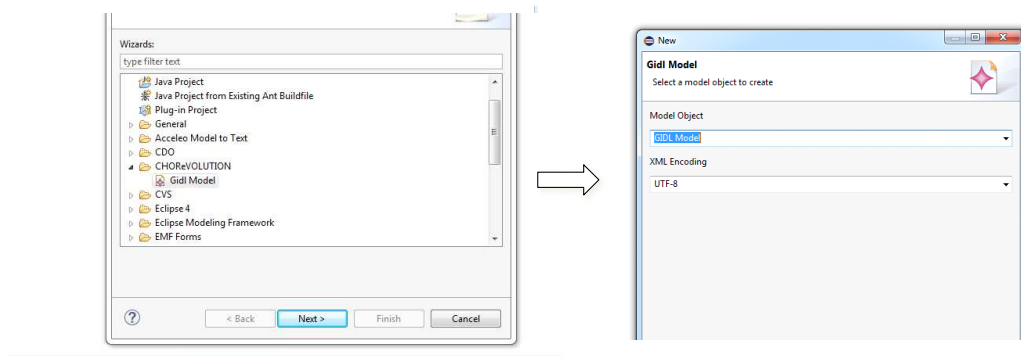 Wizards:
type filter text
Java Project
Java Project from Existing Ant Buildfile
Plug-in Project
General
Acceleo Model to Text
CDO
CHOReVOLUTION
Gidl Model
CVS
Eclipse 4
Eclipse Modeling Framework
EMF Forms
?
< Back
Next >
Finish
Cancel
New
Gidl Model
Select a model object to create
Model Object
GIDL Model
XML Encoding
UTF-8